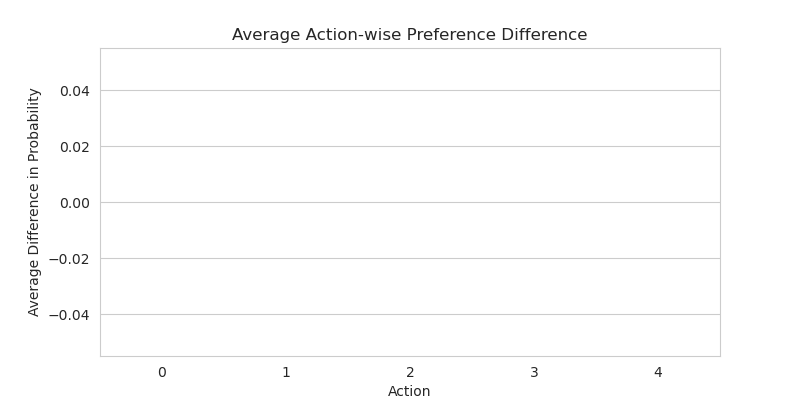 Average Action-wise Preference Difference
Average Difference in Probability
0.04
0.02
0.00
−0.02
−0.04
0 1 2 3 4
Action